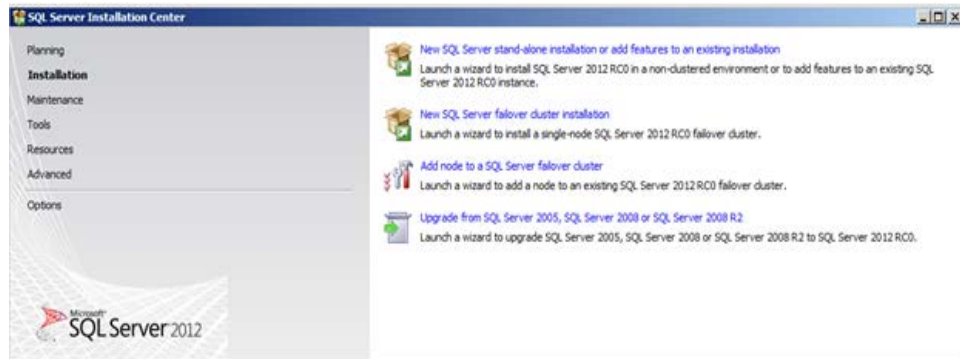 SQL Server Installation Center
Planning
Installation
Maintenance
Tools
Resources
Advanced
Options
Microsoft
SQL Server 2012
New SQL Server stand-alone installation or add features to an existing installation
Launch a wizard to install SQL Server 2012 RC0 in a non-clustered environment or to add features to an existing SQL
Server 2012 RC0 instance.
New SQL Server failover cluster installation
Launch a wizard to install a single-node SQL Server 2012 RC0 failover cluster.
Add node to a SQL Server failover cluster
Launch a wizard to add a node to an existing SQL Server 2012 RC0 failover cluster.
Upgrade from SQL Server 2005, SQL Server 2008 or SQL Server 2008 R2
Launch a wizard to upgrade SQL Server 2005, SQL Server 2008 or SQL Server 2008 R2 to SQL Server 2012 RC0.